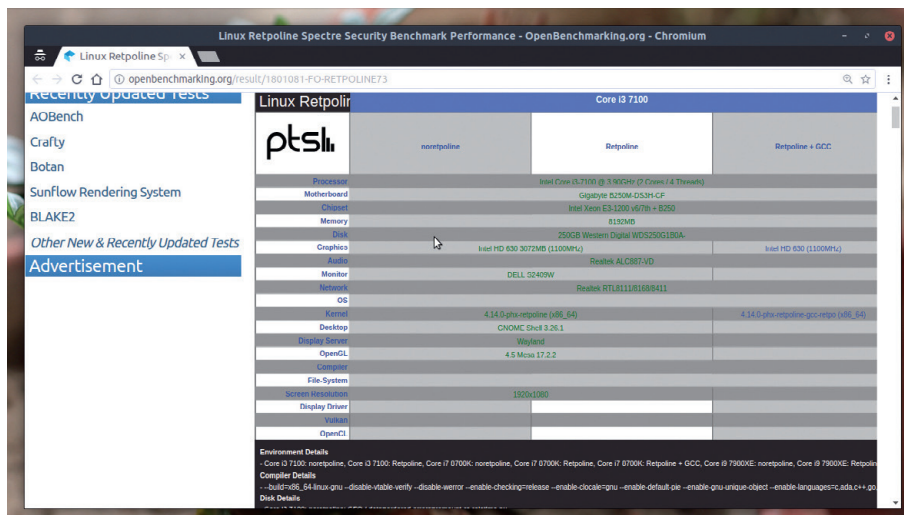 Linux Retpoline Spectre Security Benchmark Performance - OpenBenchmarking.org - Chromium
Linux Retpoline Sp
openbenchmarking.org/result/1801081-FO-RETPOLINE73
Recently Updated Tests
AOBench
Crafty
Botan
Sunflow Rendering System
BLAKE2
Other New & Recently Updated Tests
Advertisement
Linux Retpolin Core i3 7100
ptsl noretpoline Retpoline Retpoline + GCC
Processor Intel Core i3-7100 @ 3.90GHz (2 Cores / 4 Threads)
Motherboard Gigabyte B250M-DS3H-CF
Chipset Intel Xeon E3-1200 v6/7th + B250
Memory 8192MB
Disk 250GB Western Digital WDS250G1B0A-
Graphics Intel HD 630 3072MB (1100MHz) Intel HD 630 (1100MHz)
Audio Realtek ALC887-VD
Monitor DELL S2409W
Network Realtek RTL8111/8168/8411
OS
Kernel 4.14.0-phx-retpoline (x86_64) 4.14.0-phx-retpoline-gcc-retpo (x86_64)
Desktop GNOME Shell 3.26.1
Display Server Wayland
OpenGL 4.5 Mesa 17.2.2
Compiler
File-System
Screen Resolution 1920x1080
Display Driver
Vulkan
OpenCL
Environment Details
- Core i3 7100: noretpoline, Core i3 7100: Retpoline, Core i7 8700K: noretpoline, Core i7 8700K: Retpoline, Core i7 8700K: Retpoline + GCC, Core i9 7900XE: noretpoline, Core i9 7900XE: Retpolin
Compiler Details
- --build=x86_64-linux-gnu --disable-vtable-verify --disable-werror --enable-checking=release --enable-clocale=gnu --enable-default-pie --enable-gnu-unique-object --enable-languages=c,ada,c++,go,
Disk Details